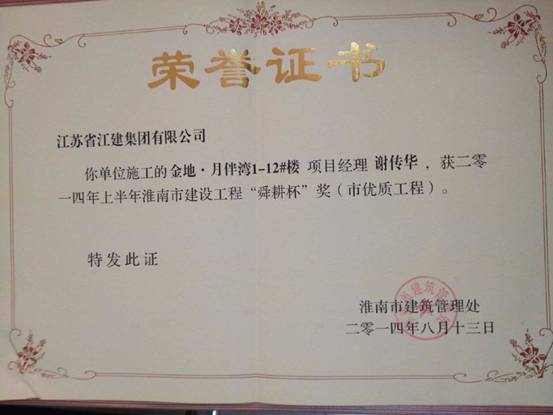 荣誉证书
江苏省江建集团有限公司
你单位施工的金地·月伴湾1-12#楼 项目经理 谢传华 ，获二零
一四年上半年淮南市建设工程“舜耕杯”奖（市优质工程）。
特发此证
淮南市建筑管理处
二零一四年八月十三日